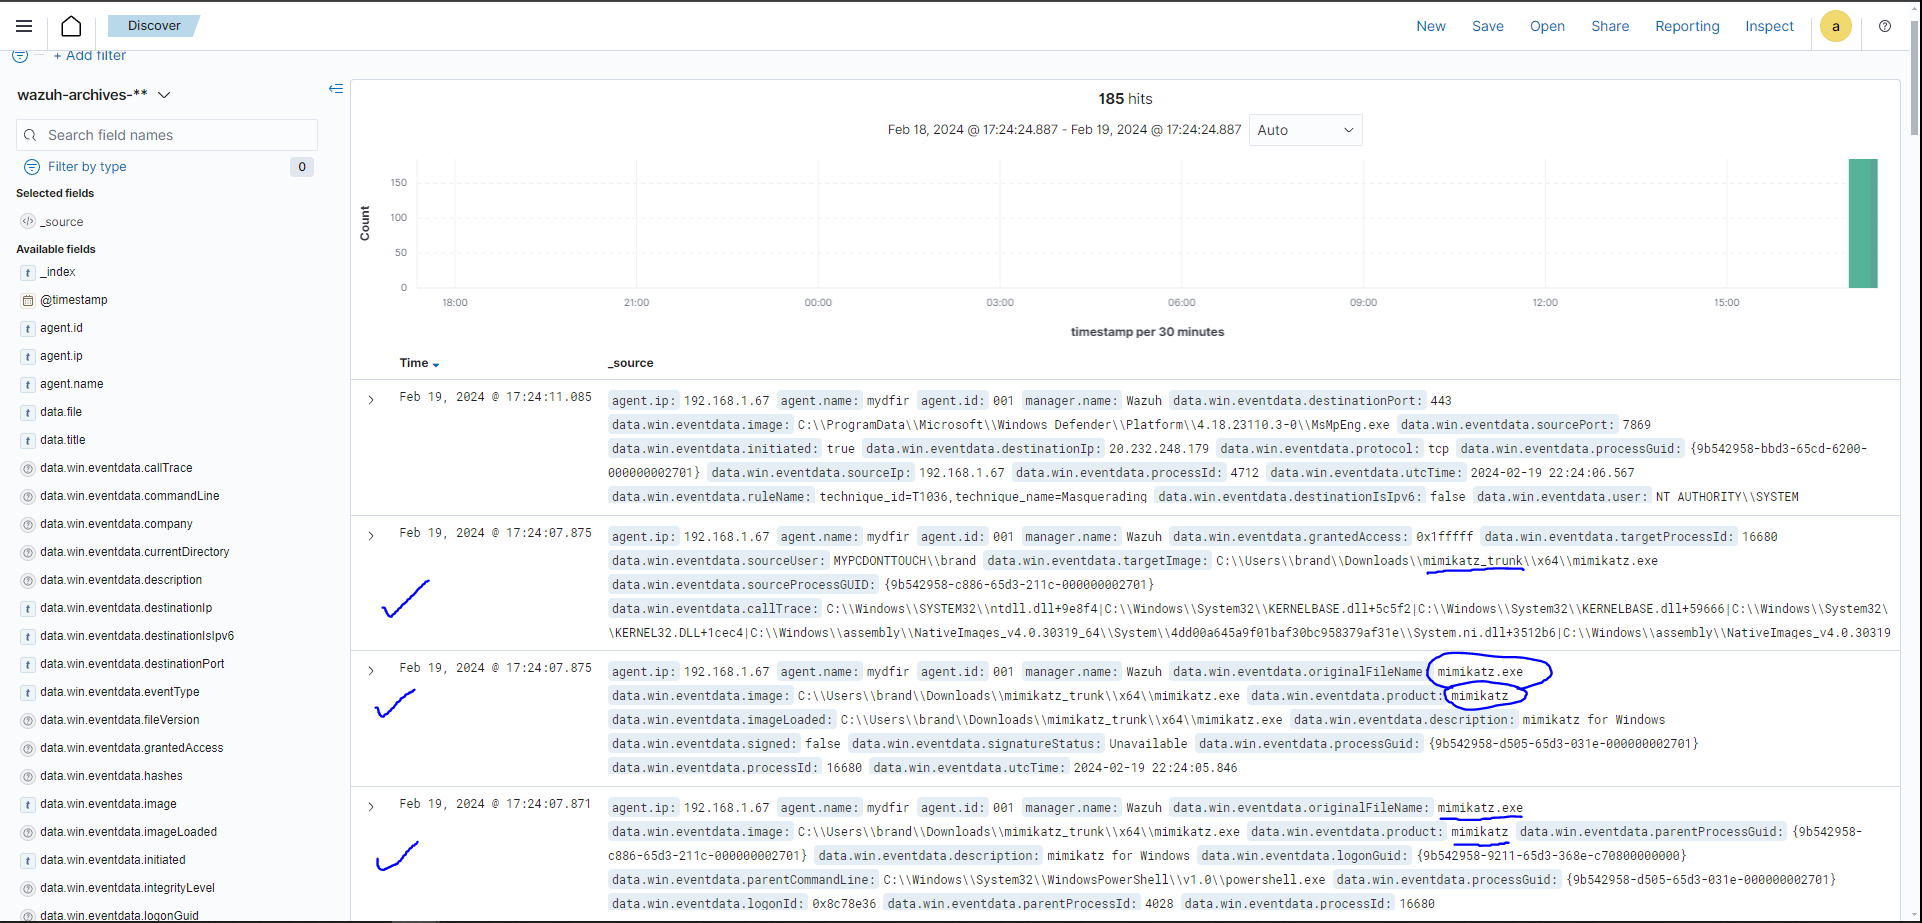 Discover
New Save Open Share Reporting Inspect a
+ Add filter
wazuh-archives-**
Search field names
Filter by type 0
Selected fields
_source
Available fields
_index
@timestamp
agent.id
agent.ip
agent.name
data.file
data.title
data.win.eventdata.callTrace
data.win.eventdata.commandLine
data.win.eventdata.company
data.win.eventdata.currentDirectory
data.win.eventdata.description
data.win.eventdata.destinationIp
data.win.eventdata.destinationIsIpv6
data.win.eventdata.destinationPort
data.win.eventdata.eventType
data.win.eventdata.fileVersion
data.win.eventdata.grantedAccess
data.win.eventdata.hashes
data.win.eventdata.image
data.win.eventdata.imageLoaded
data.win.eventdata.initiated
data.win.eventdata.integrityLevel
data.win.eventdata.logonGuid
185 hits
Feb 18, 2024 @ 17:24:24.887 - Feb 19, 2024 @ 17:24:24.887 Auto
Count
150
100
50
0
18:00 21:00 00:00 03:00 06:00 09:00 12:00 15:00
timestamp per 30 minutes
Time _source
Feb 19, 2024 @ 17:24:11.085 agent.ip: 192.168.1.67 agent.name: mydfir agent.id: 001 manager.name: Wazuh data.win.eventdata.destinationPort: 443
data.win.eventdata.image: C:\\ProgramData\\Microsoft\\Windows Defender\\Platform\\4.18.23110.3-0\\MsMpEng.exe data.win.eventdata.sourcePort: 7869
data.win.eventdata.initiated: true data.win.eventdata.destinationIp: 20.232.248.179 data.win.eventdata.protocol: tcp data.win.eventdata.processGuid: {9b542958-bbd3-65cd-6200-
000000002701} data.win.eventdata.sourceIp: 192.168.1.67 data.win.eventdata.processId: 4712 data.win.eventdata.utcTime: 2024-02-19 22:24:06.567
data.win.eventdata.ruleName: technique_id=T1036,technique_name=Masquerading data.win.eventdata.destinationIsIpv6: false data.win.eventdata.user: NT AUTHORITY\\SYSTEM
Feb 19, 2024 @ 17:24:07.875 agent.ip: 192.168.1.67 agent.name: mydfir agent.id: 001 manager.name: Wazuh data.win.eventdata.grantedAccess: 0x1fffff data.win.eventdata.targetProcessId: 16680
data.win.eventdata.sourceUser: MYPCDONTTOUCH\\brand data.win.eventdata.targetImage: C:\\Users\\brand\\Downloads\\mimikatz_trunk\\x64\\mimikatz.exe
data.win.eventdata.sourceProcessGUID: {9b542958-c886-65d3-211c-000000002701}
data.win.eventdata.callTrace: C:\\Windows\\SYSTEM32\\ntdll.dll+9e8f4|C:\\Windows\\System32\\KERNELBASE.dll+5c5f2|C:\\Windows\\System32\\KERNELBASE.dll+59666|C:\\Windows\\System32\
\KERNEL32.DLL+1cec4|C:\\Windows\\assembly\\NativeImages_v4.0.30319_64\\System\\4dd00a645a9f01baf30bc958379af31e\\System.ni.dll+3512b6|C:\\Windows\\assembly\\NativeImages_v4.0.30319
Feb 19, 2024 @ 17:24:07.875 agent.ip: 192.168.1.67 agent.name: mydfir agent.id: 001 manager.name: Wazuh data.win.eventdata.originalFileName: mimikatz.exe
data.win.eventdata.image: C:\\Users\\brand\\Downloads\\mimikatz_trunk\\x64\\mimikatz.exe data.win.eventdata.product: mimikatz
data.win.eventdata.imageLoaded: C:\\Users\\brand\\Downloads\\mimikatz_trunk\\x64\\mimikatz.exe data.win.eventdata.description: mimikatz for Windows
data.win.eventdata.signed: false data.win.eventdata.signatureStatus: Unavailable data.win.eventdata.processGuid: {9b542958-d505-65d3-031e-000000002701}
data.win.eventdata.processId: 16680 data.win.eventdata.utcTime: 2024-02-19 22:24:05.846
Feb 19, 2024 @ 17:24:07.871 agent.ip: 192.168.1.67 agent.name: mydfir agent.id: 001 manager.name: Wazuh data.win.eventdata.originalFileName: mimikatz.exe
data.win.eventdata.image: C:\\Users\\brand\\Downloads\\mimikatz_trunk\\x64\\mimikatz.exe data.win.eventdata.product: mimikatz data.win.eventdata.parentProcessGuid: {9b542958-
c886-65d3-211c-000000002701} data.win.eventdata.description: mimikatz for Windows data.win.eventdata.logonGuid: {9b542958-9211-65d3-368e-c70800000000}
data.win.eventdata.parentCommandLine: C:\\Windows\\System32\\WindowsPowerShell\\v1.0\\powershell.exe data.win.eventdata.processGuid: {9b542958-d505-65d3-031e-000000002701}
data.win.eventdata.logonId: 0x8c78e36 data.win.eventdata.parentProcessId: 4028 data.win.eventdata.processId: 16680